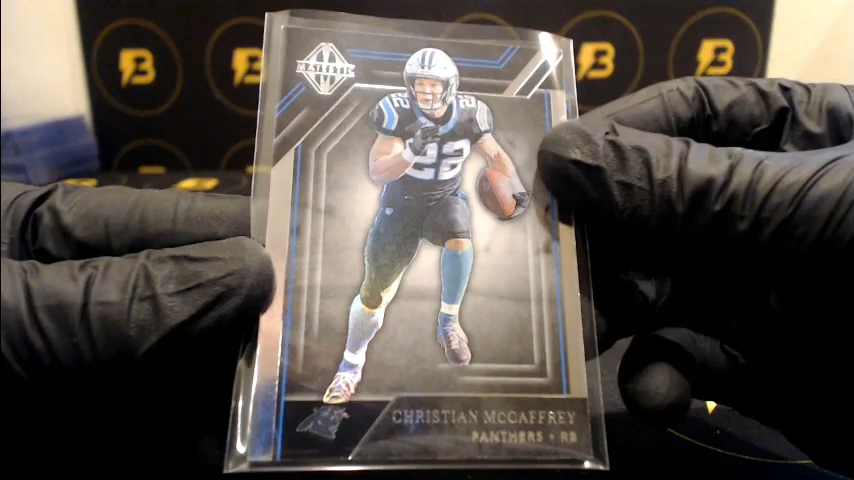 B B B B
MAJESTIC
22
22
CHRISTIAN McCAFFREY
PANTHERS • RB